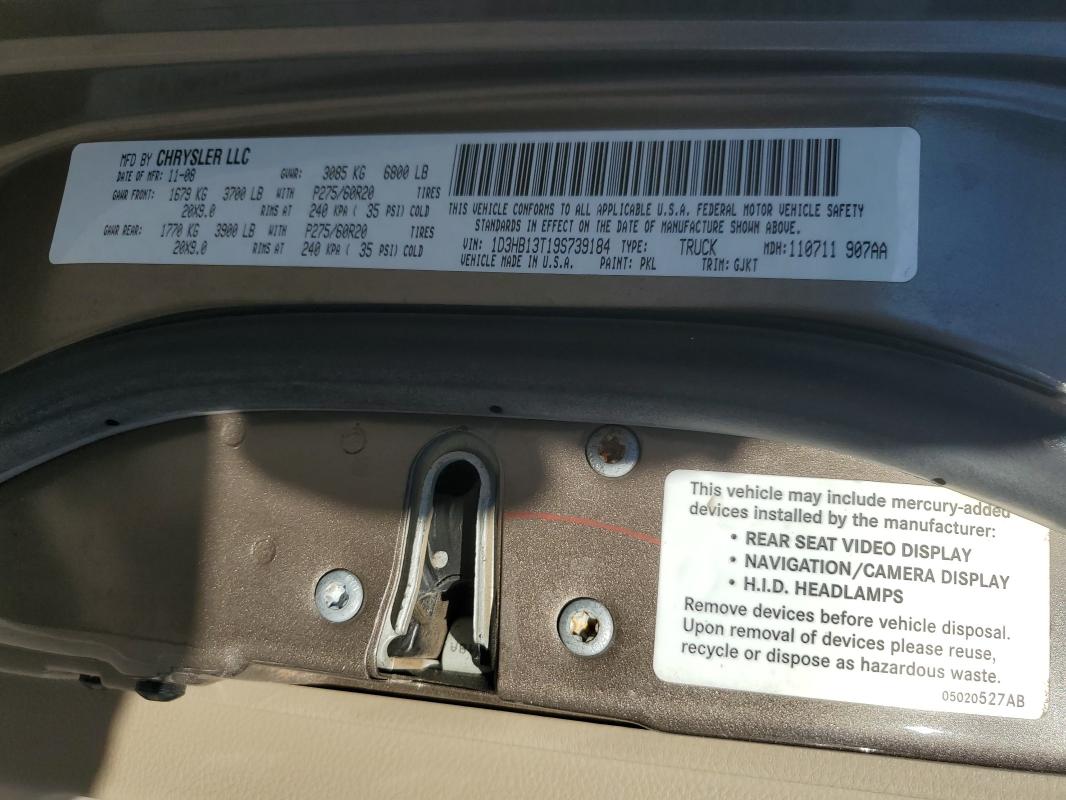 MFD BY CHRYSLER LLC
DATE OF MFR: 11-08 GVWR: 3085 KG 6800 LB
GAWR FRONT: 1679 KG 3700 LB WITH P275/60R20 TIRES
20X9.0 RIMS AT 240 KPA ( 35 PSI) COLD
GAWR REAR: 1770 KG 3900 LB WITH P275/60R20 TIRES
20X9.0 RIMS AT 240 KPA ( 35 PSI) COLD
THIS VEHICLE CONFORMS TO ALL APPLICABLE U.S.A. FEDERAL MOTOR VEHICLE SAFETY
STANDARDS IN EFFECT ON THE DATE OF MANUFACTURE SHOWN ABOVE.
VIN: 1D3HB13T19S739184 TYPE: TRUCK MDH: 110711 907AA
VEHICLE MADE IN U.S.A. PAINT: PKL TRIM: GJKT
This vehicle may include mercury-added
devices installed by the manufacturer:
• REAR SEAT VIDEO DISPLAY
• NAVIGATION/CAMERA DISPLAY
• H.I.D. HEADLAMPS
Remove devices before vehicle disposal.
Upon removal of devices please reuse,
recycle or dispose as hazardous waste.
05020527AB